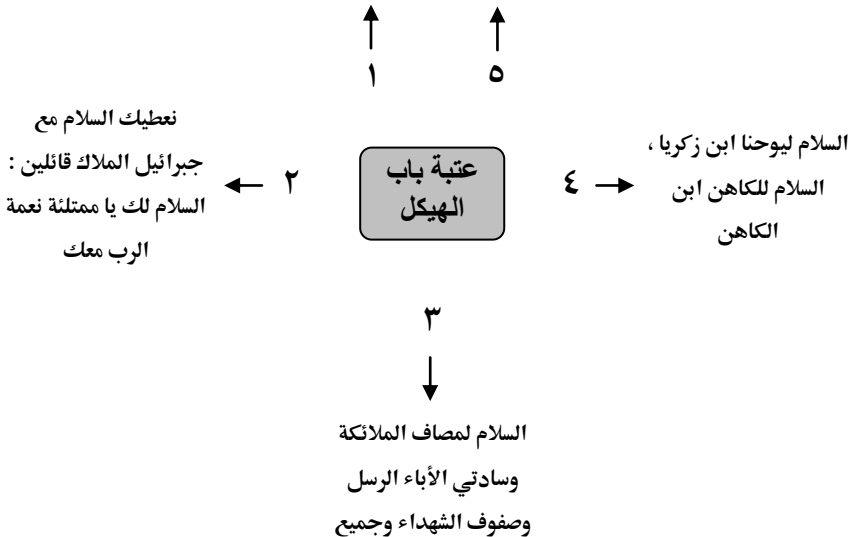 ١
٥
نعطيك السلام مع
جبرائيل الملاك قائلين :
السلام لك يا ممتلئة نعمة
الرب معك
٢
عتبة باب
الهيكل
٤
السلام ليوحنا ابن زكريا ،
السلام للكاهن ابن
الكاهن
٣
السلام لمصاف الملائكة
وسادتي الأباء الرسل
وصفوف الشهداء وجميع